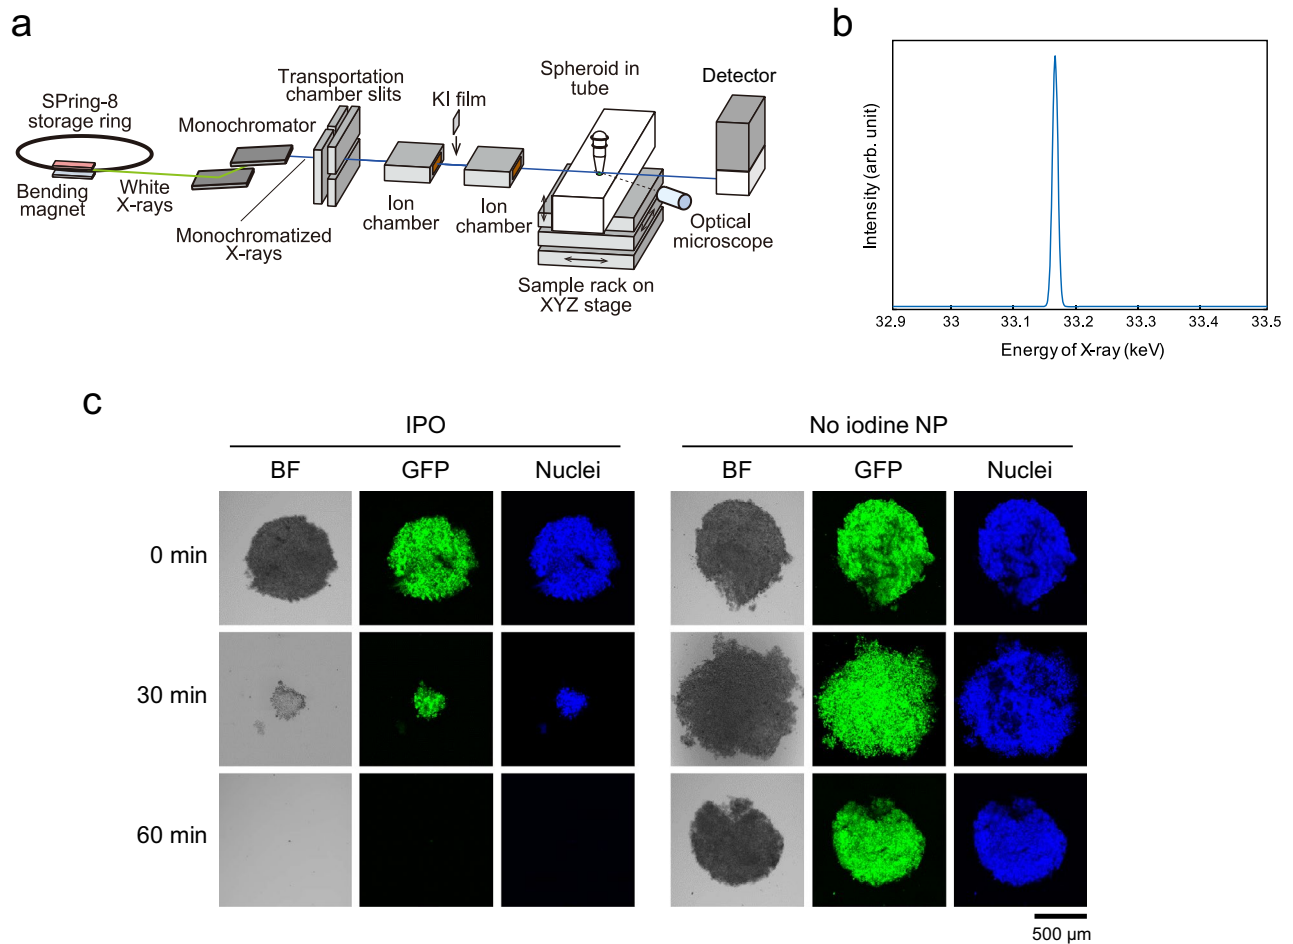 a
SPring-8
storage ring
Bending
magnet
White
X-rays
Monochromator
Monochromatized
X-rays
Transportation
chamber slits
Ion
chamber
KI film
Ion
chamber
Spheroid in
tube
Detector
Optical
microscope
Sample rack on
XYZ stage
b
Intensity (arb. unit)
32.9 33 33.1 33.2 33.3 33.4 33.5
Energy of X-ray (keV)
c
IPO No iodine NP
BF GFP Nuclei BF GFP Nuclei
0 min
30 min
60 min
500 µm